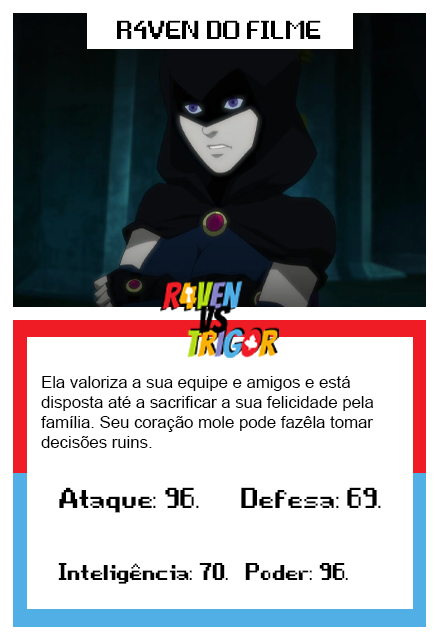 R4VEN DO FILME
R4VEN
VS
TRIGOR
Ela valoriza a sua equipe e amigos e está
disposta até a sacrificar a sua felicidade pela
família. Seu coração mole pode fazêla tomar
decisões ruins.
Ataque: 96. Defesa: 69.
Inteligência: 70. Poder: 96.